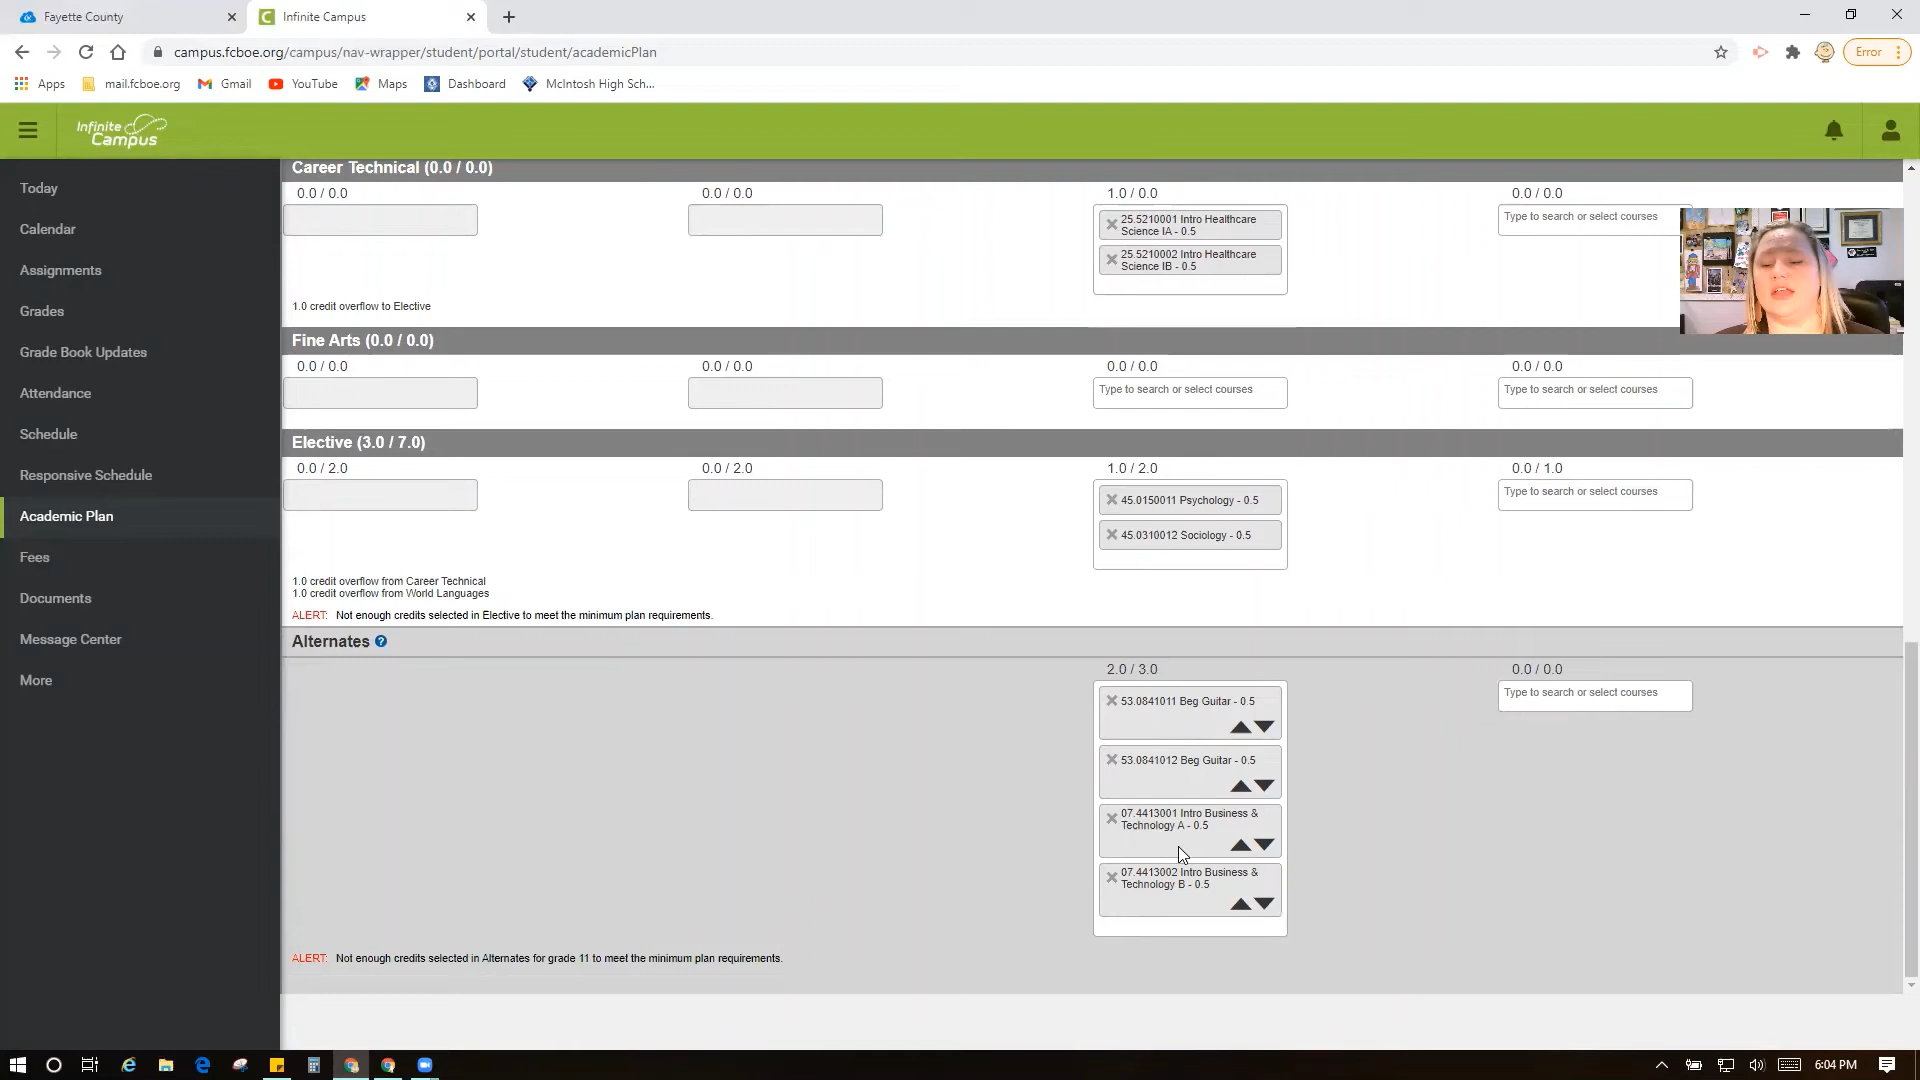 Fayette County
Infinite Campus
campus.fcboe.org/campus/nav-wrapper/student/portal/student/academicPlan
Error
Apps
mail.fcboe.org
Gmail
YouTube
Maps
Dashboard
McIntosh High Sch...
Infinite
Campus
Today
Calendar
Assignments
Grades
Grade Book Updates
Attendance
Schedule
Responsive Schedule
Academic Plan
Fees
Documents
Message Center
More
Career Technical (0.0 / 0.0)
0.0 / 0.0
0.0 / 0.0
1.0 / 0.0
0.0 / 0.0
25.5210001 Intro Healthcare
Science IA - 0.5
25.5210002 Intro Healthcare
Science IB - 0.5
Type to search or select courses
1.0 credit overflow to Elective
Fine Arts (0.0 / 0.0)
0.0 / 0.0
0.0 / 0.0
0.0 / 0.0
0.0 / 0.0
Type to search or select courses
Type to search or select courses
Elective (3.0 / 7.0)
0.0 / 2.0
0.0 / 2.0
1.0 / 2.0
0.0 / 1.0
45.0150011 Psychology - 0.5
45.0310012 Sociology - 0.5
Type to search or select courses
1.0 credit overflow from Career Technical
1.0 credit overflow from World Languages
ALERT: Not enough credits selected in Elective to meet the minimum plan requirements.
Alternates ?
2.0 / 3.0
0.0 / 0.0
53.0841011 Beg Guitar - 0.5
53.0841012 Beg Guitar - 0.5
07.4413001 Intro Business &
Technology A - 0.5
07.4413002 Intro Business &
Technology B - 0.5
Type to search or select courses
ALERT: Not enough credits selected in Alternates for grade 11 to meet the minimum plan requirements.
6:04 PM